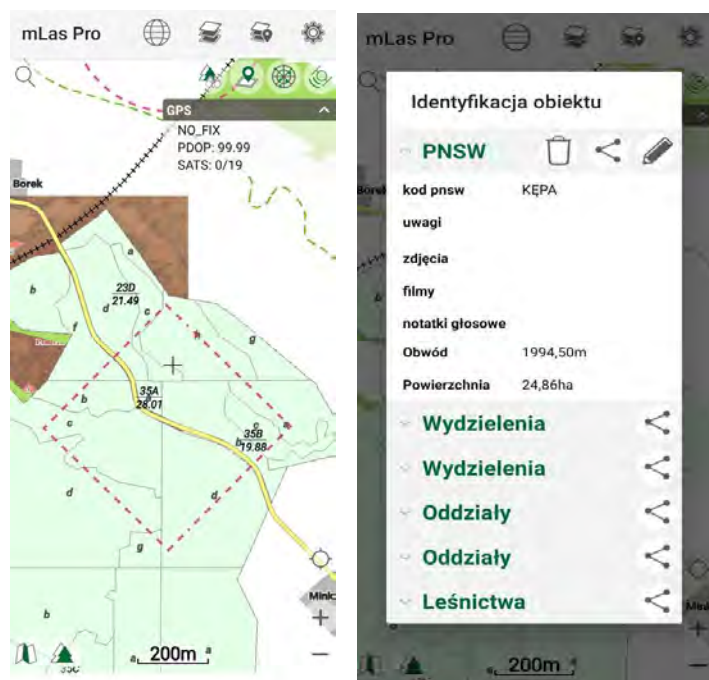 mLas Pro
GPS
NO_FIX
PDOP: 99.99
SATS: 0/19
Borek
a
b
23D
21.49
d
c
f
h
g
35A
28.01
b
c
c
a
35B
19.88
b
d
d
g
b
Mink
35C
a
200m
a
mLas Pro
Identyfikacja obiektu
PNSW
kod pnsw KĘPA
uwagi
zdjęcia
filmy
notatki głosowe
Obwód 1994,50m
Powierzchnia 24,86ha
Wydzielenia
Wydzielenia
Oddziały
Oddziały
Leśnictwa
200m